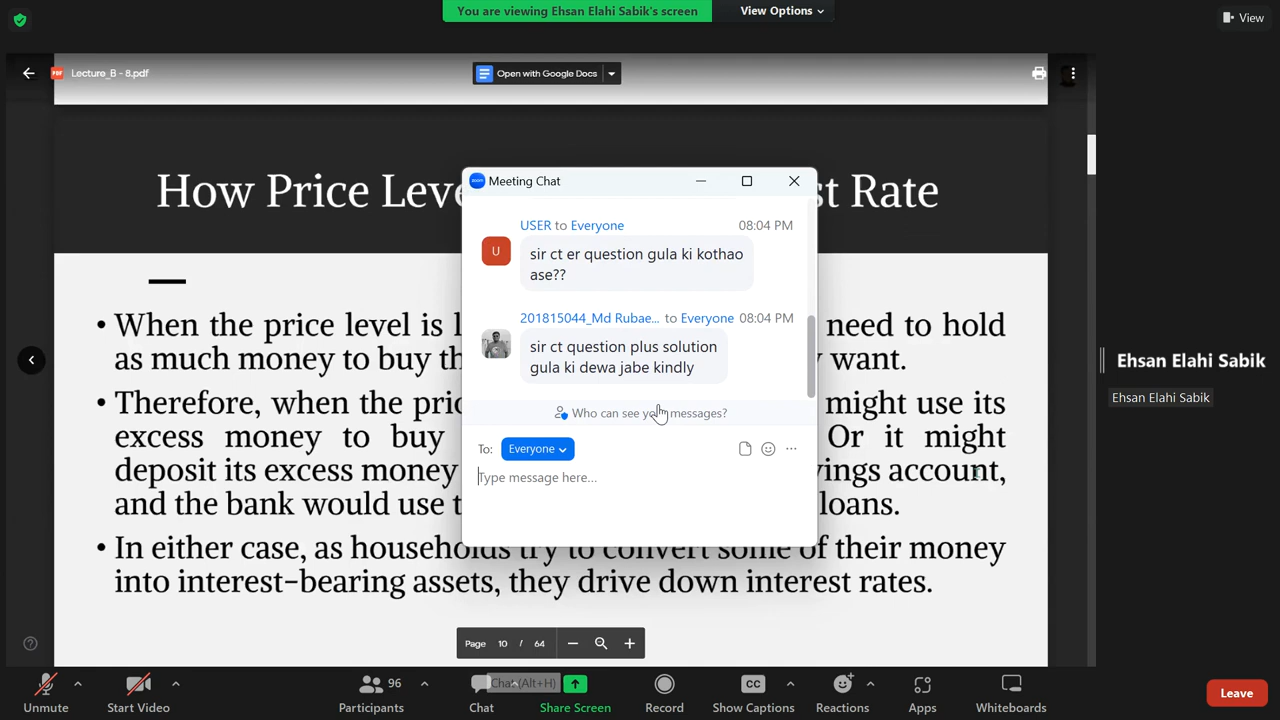 You are viewing Ehsan Elahi Sabik's screen
View Options
View
PDF
Lecture_B - 8.pdf
Open with Google Docs
How Price Leve
st Rate
• When the price level is l
need to hold
as much money to buy th
y want.
• Therefore, when the pric
might use its
excess money to buy
Or it might
deposit its excess money
vings account,
and the bank would use t
loans.
• In either case, as households try to convert some of their money
into interest-bearing assets, they drive down interest rates.
zoom
Meeting Chat
USER to Everyone
08:04 PM
U
sir ct er question gula ki kothao
ase??
201815044_Md Rubae... to Everyone 08:04 PM
sir ct question plus solution
gula ki dewa jabe kindly
Who can see your messages?
To:
Everyone
Type message here...
Page 10 / 64
Ehsan Elahi Sabik
Ehsan Elahi Sabik
Unmute
Start Video
96
Participants
Chat(Alt+H)
Chat
Share Screen
Record
CC
Show Captions
Reactions
Apps
Whiteboards
Leave